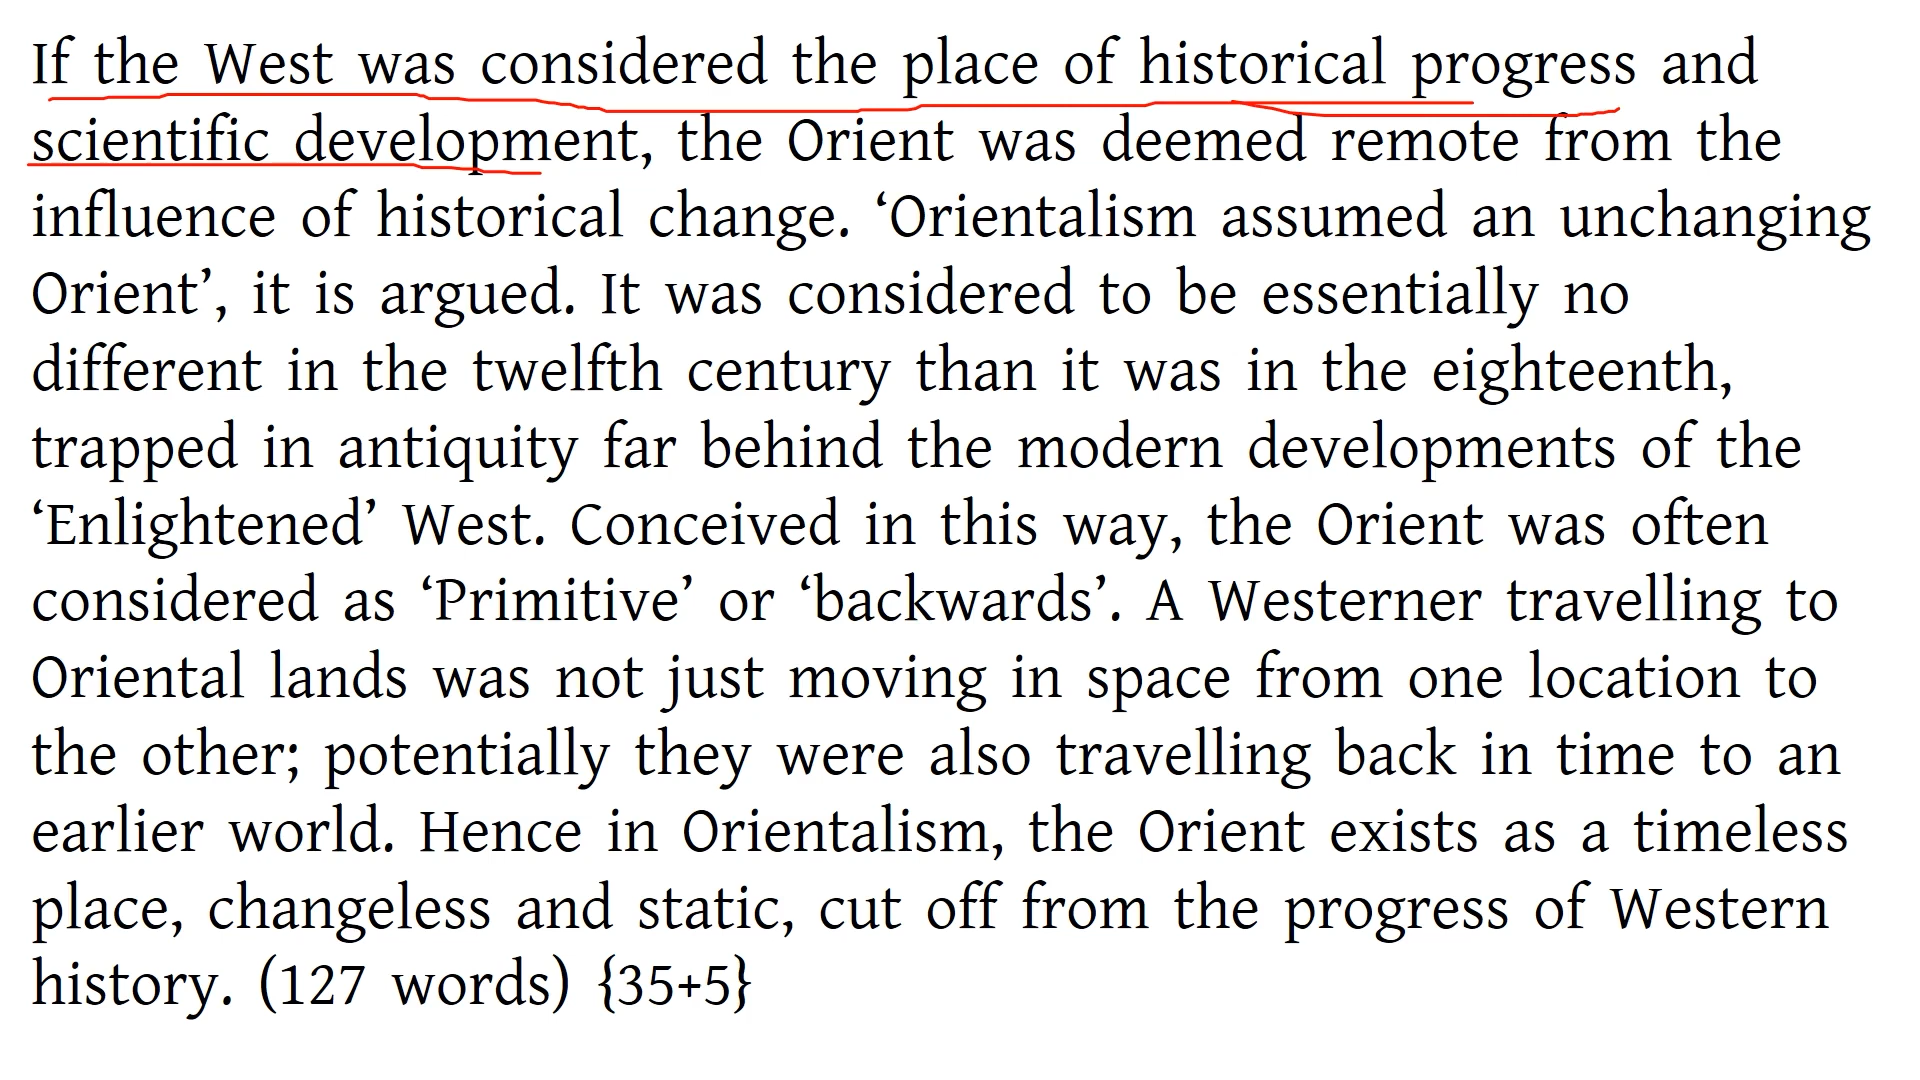 If the West was considered the place of historical progress and
scientific development, the Orient was deemed remote from the
influence of historical change. ‘Orientalism assumed an unchanging
Orient’, it is argued. It was considered to be essentially no
different in the twelfth century than it was in the eighteenth,
trapped in antiquity far behind the modern developments of the
‘Enlightened’ West. Conceived in this way, the Orient was often
considered as ‘Primitive’ or ‘backwards’. A Westerner travelling to
Oriental lands was not just moving in space from one location to
the other; potentially they were also travelling back in time to an
earlier world. Hence in Orientalism, the Orient exists as a timeless
place, changeless and static, cut off from the progress of Western
history. (127 words) {35+5}